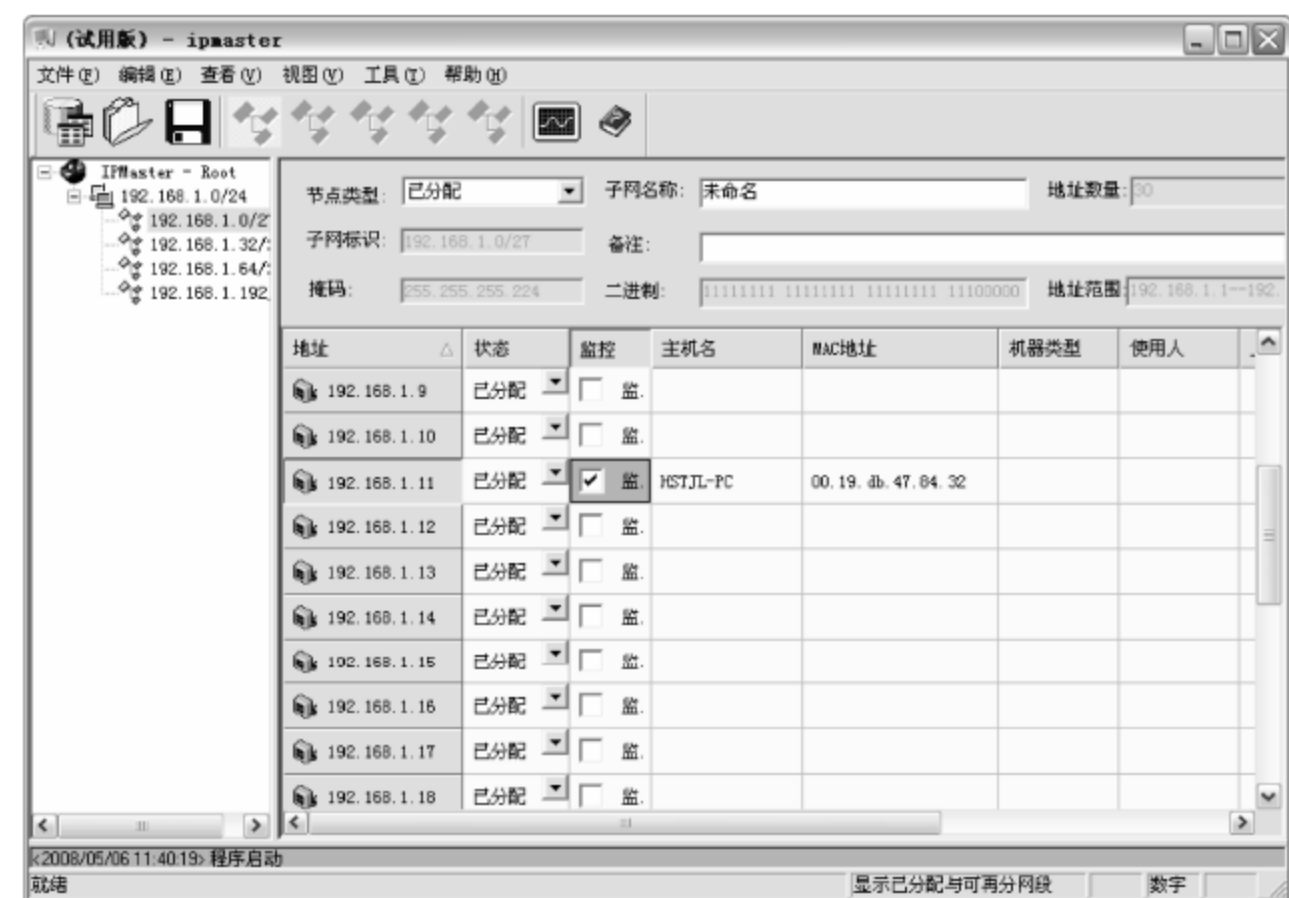 (试用版) - ipmaster
文件(F) 编辑(E) 查看(V) 视图(V) 工具(T) 帮助(H)
IPMaster - Root
192.168.1.0/24
192.168.1.0/2
192.168.1.32/
192.168.1.64/
192.168.1.192
节点类型: 已分配 子网名称: 未命名 地址数量: 30
子网标识: 192.168.1.0/27 备注:
掩码: 255.255.255.224 二进制: 11111111 11111111 11111111 11100000 地址范围: 192.168.1.1--192.
地址 状态 监控 主机名 MAC地址 机器类型 使用人
192.168.1.9 已分配 监.
192.168.1.10 已分配 监.
192.168.1.11 已分配 监. HSTJL-PC 00.19.db.47.84.32
192.168.1.12 已分配 监.
192.168.1.13 已分配 监.
192.168.1.14 已分配 监.
192.168.1.15 已分配 监.
192.168.1.16 已分配 监.
192.168.1.17 已分配 监.
192.168.1.18 已分配 监.
<2008/05/06 11:40:19> 程序启动
就绪 显示已分配与可再分网段 数字